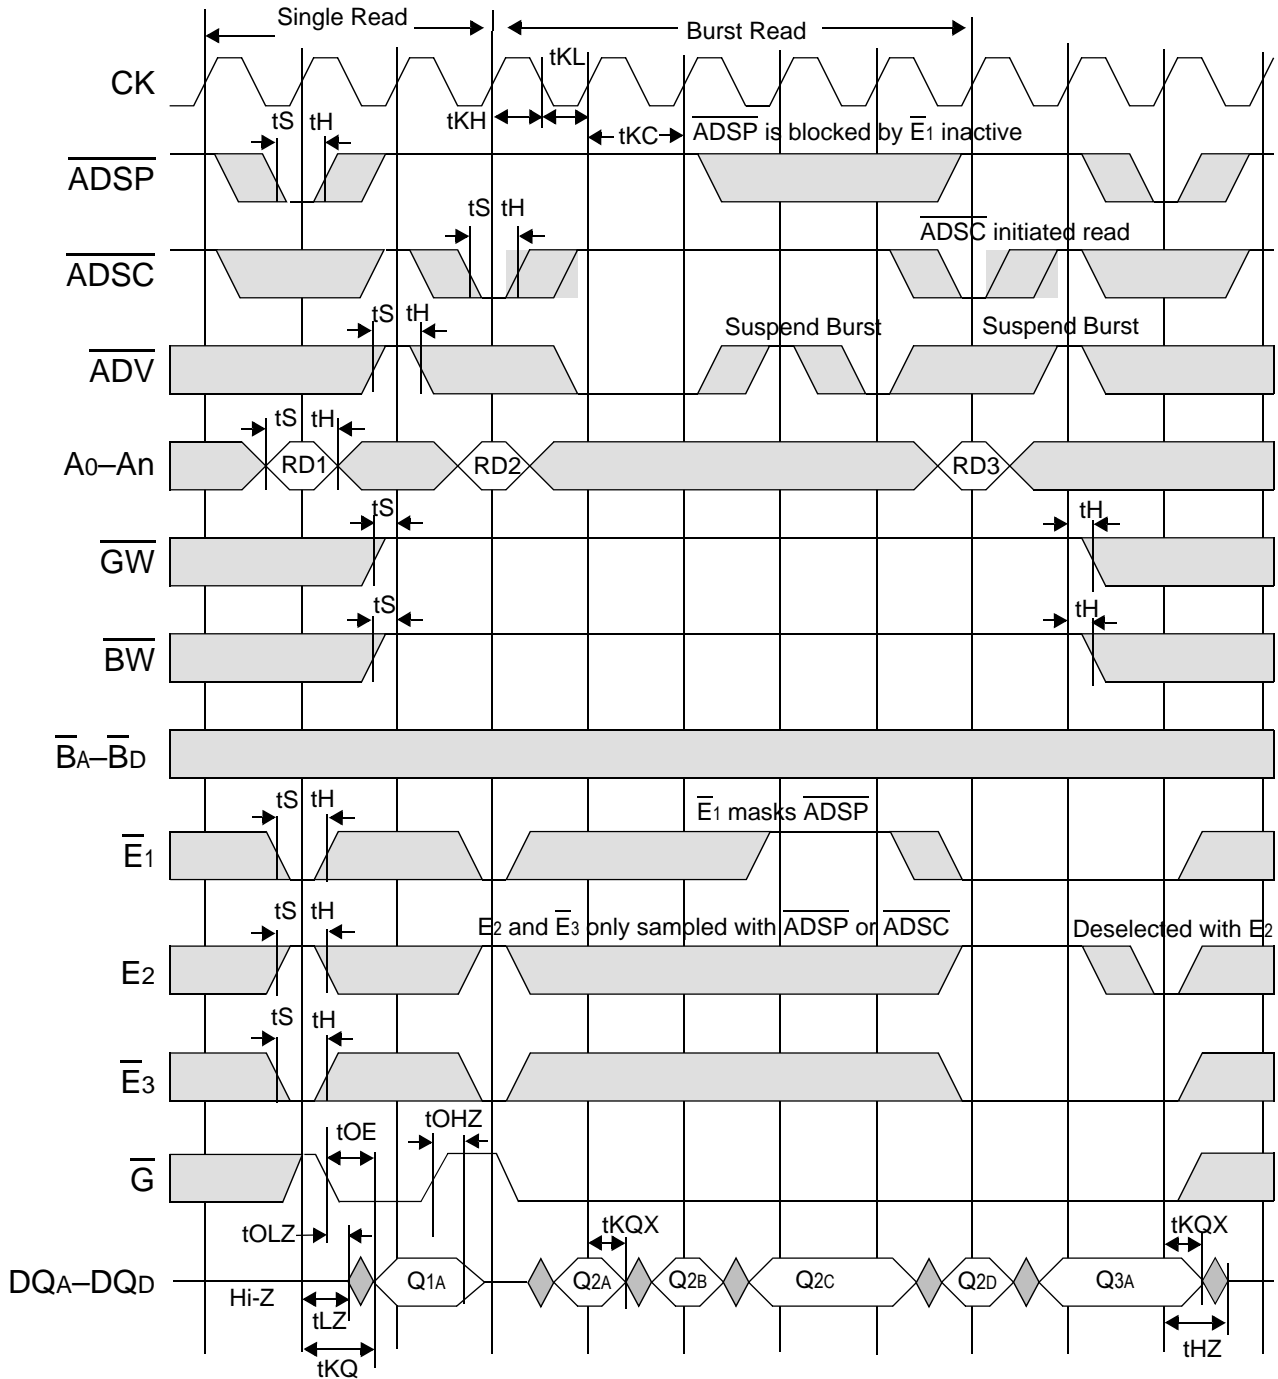 Single Read
Burst Read
CK
tKL
tKH
tKC
ADSP is blocked by E1 inactive
tS tH
ADSP
tS tH
ADSC initiated read
ADSC
tS tH
Suspend Burst
Suspend Burst
ADV
tS tH
A0–An
RD1
RD2
RD3
tS
tH
GW
tS
tH
BW
BA–BD
tS tH
E1 masks ADSP
E1
tS tH
E2 and E3 only sampled with ADSP or ADSC
Deselected with E2
E2
tS tH
E3
tOE
tOHZ
G
tOLZ
tKQX
tKQX
DQA–DQD
Q1A
Q2A
Q2B
Q2C
Q2D
Q3A
Hi-Z
tLZ
tHZ
tKQ